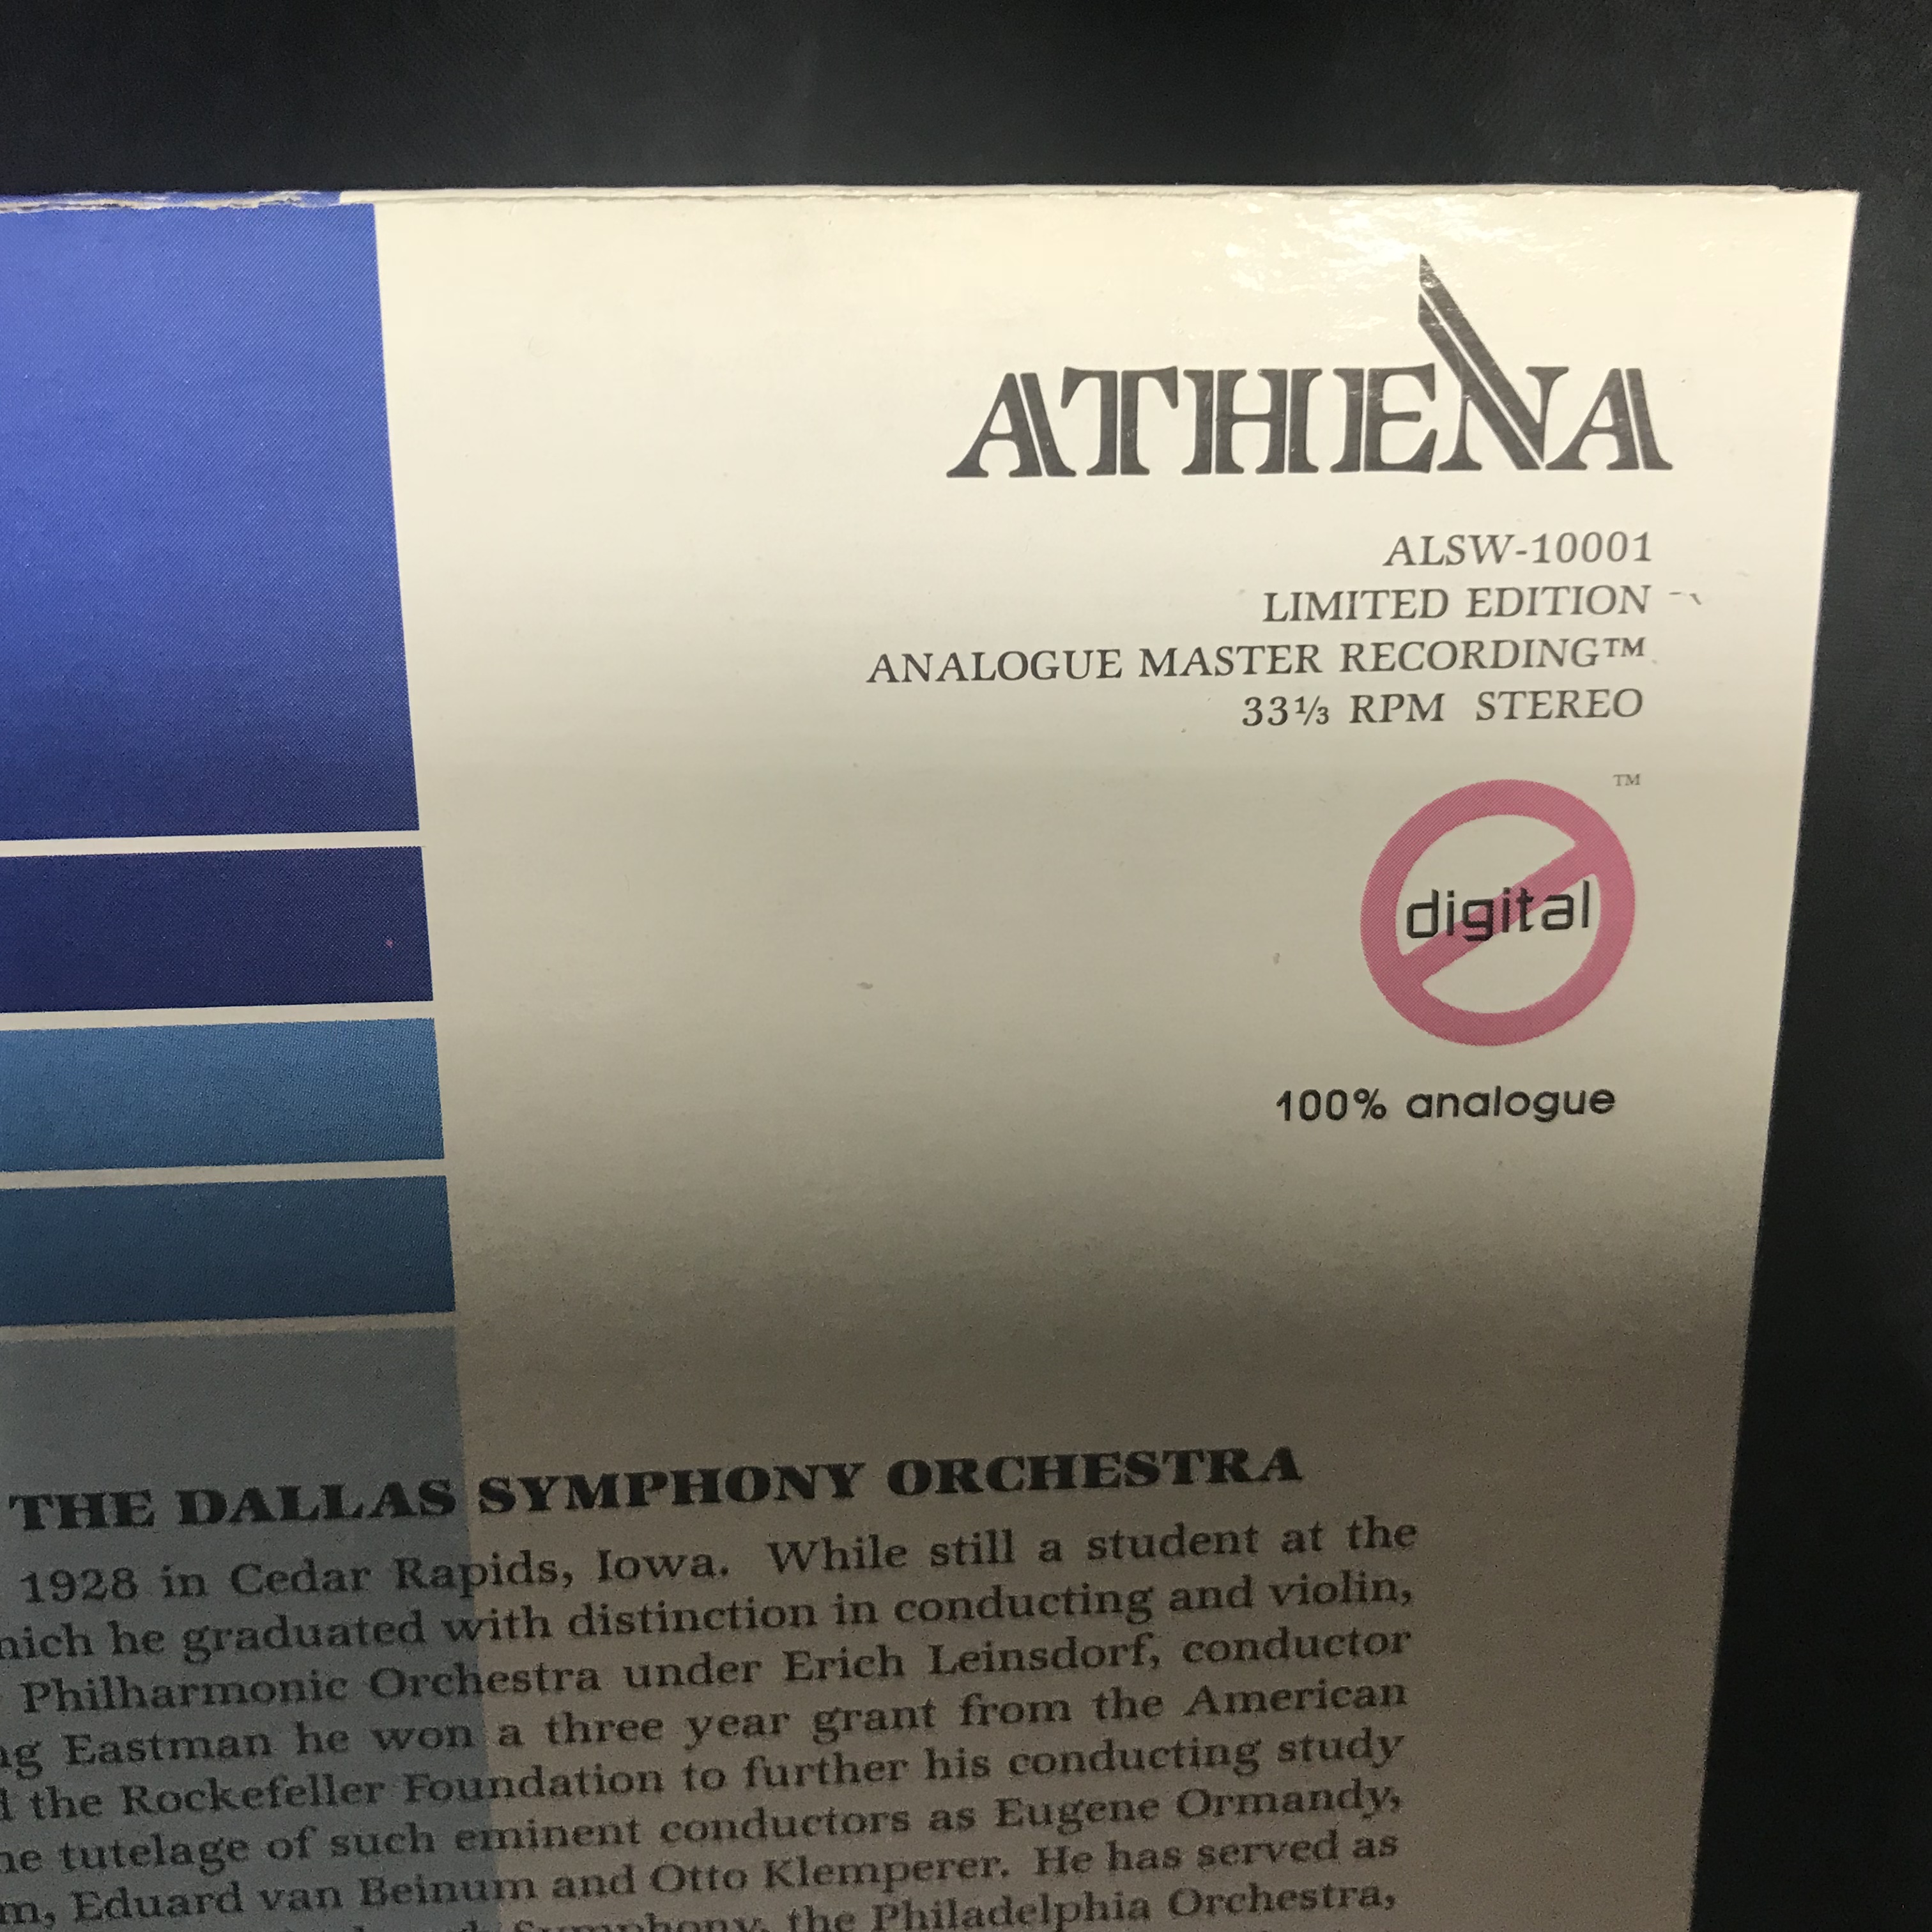 ATHENA
ALSW-10001
LIMITED EDITION
ANALOGUE MASTER RECORDING™
33⅓ RPM STEREO
TM
digital
100% analogue
THE DALLAS SYMPHONY ORCHESTRA
1928 in Cedar Rapids, Iowa. While still a student at the
hich he graduated with distinction in conducting and violin,
Philharmonic Orchestra under Erich Leinsdorf, conductor
ng Eastman he won a three year grant from the American
the Rockefeller Foundation to further his conducting study
he tutelage of such eminent conductors as Eugene Ormandy,
m, Eduard van Beinum and Otto Klemperer. He has served as
Symphony, the Philadelphia Orchestra,